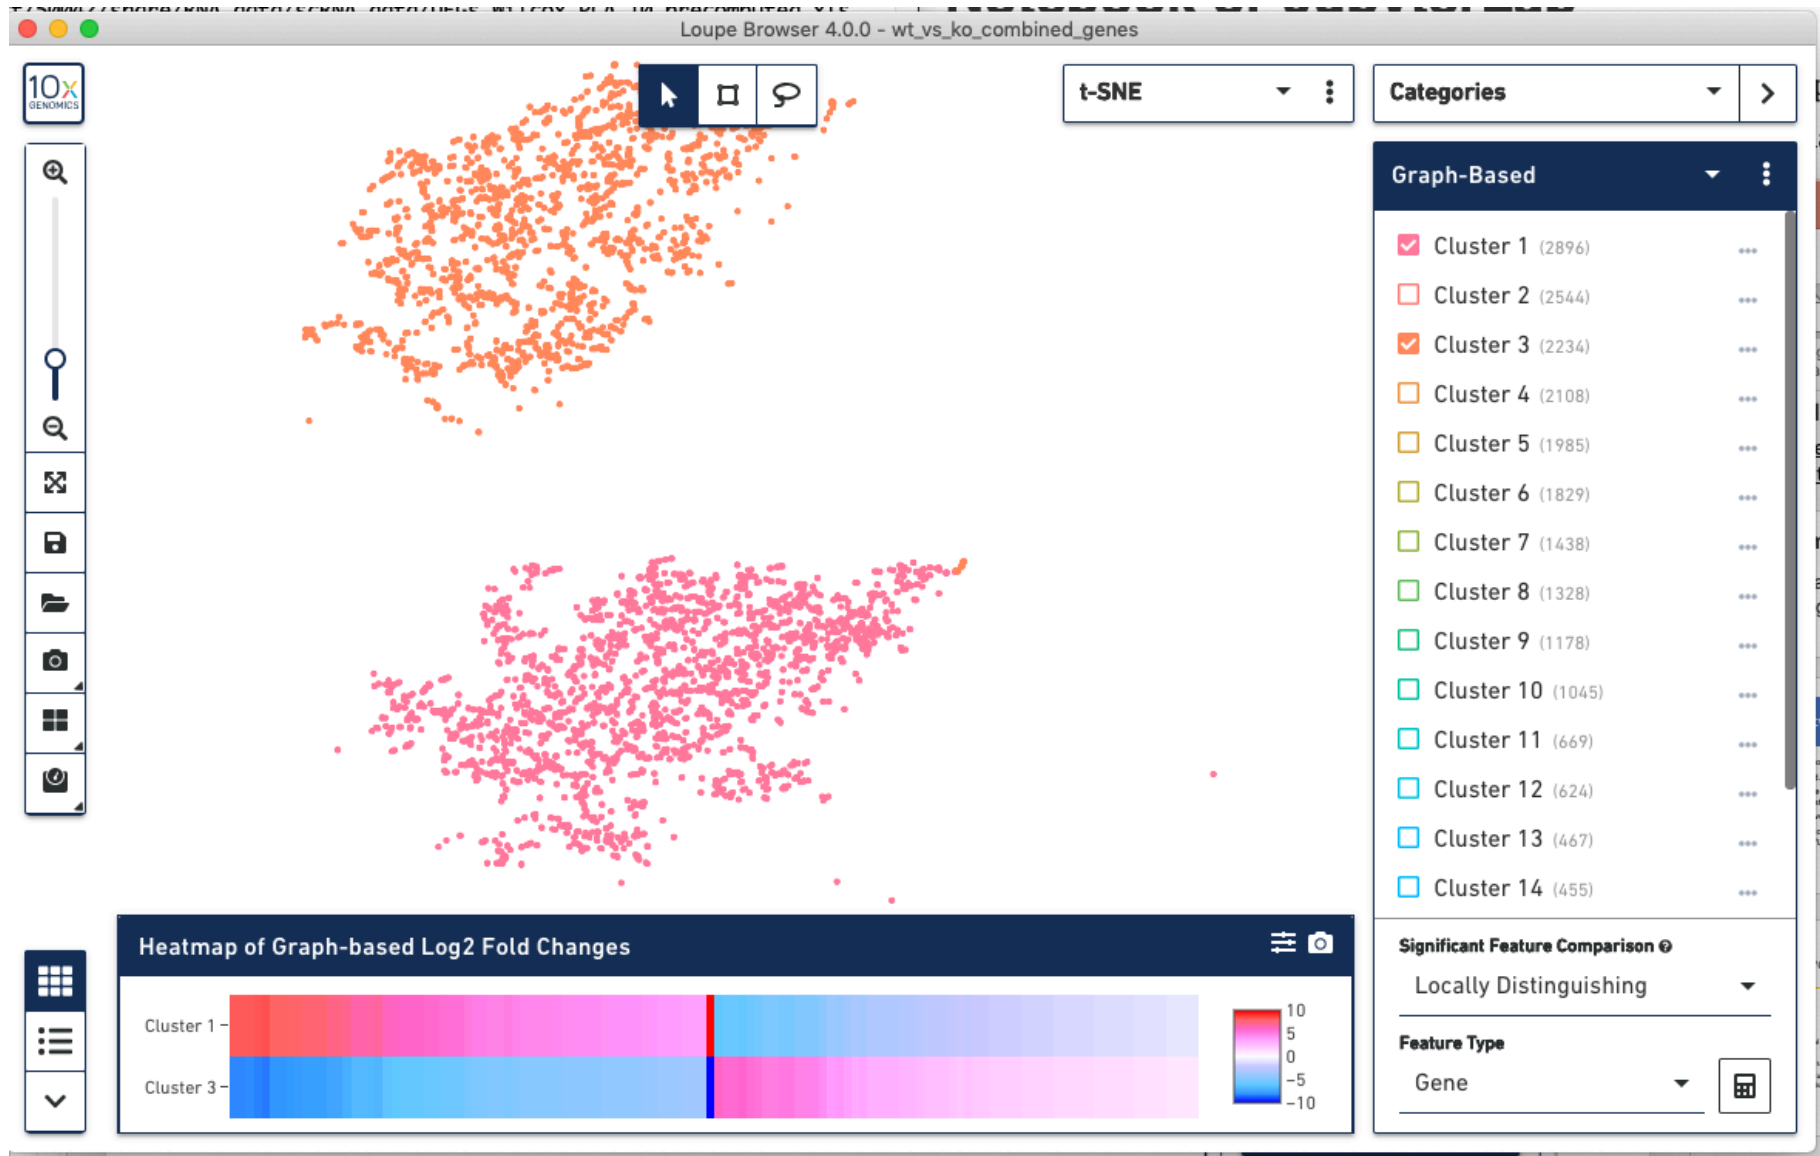 Loupe Browser 4.0.0 - wt_vs_ko_combined_genes
10x
GENOMICS
t-SNE
Categories
Graph-Based
Cluster 1 (2896)
Cluster 2 (2544)
Cluster 3 (2234)
Cluster 4 (2108)
Cluster 5 (1985)
Cluster 6 (1829)
Cluster 7 (1438)
Cluster 8 (1328)
Cluster 9 (1178)
Cluster 10 (1045)
Cluster 11 (669)
Cluster 12 (624)
Cluster 13 (467)
Cluster 14 (455)
Significant Feature Comparison
Locally Distinguishing
Feature Type
Gene
Heatmap of Graph-based Log2 Fold Changes
Cluster 1
Cluster 3
10
5
0
−5
−10